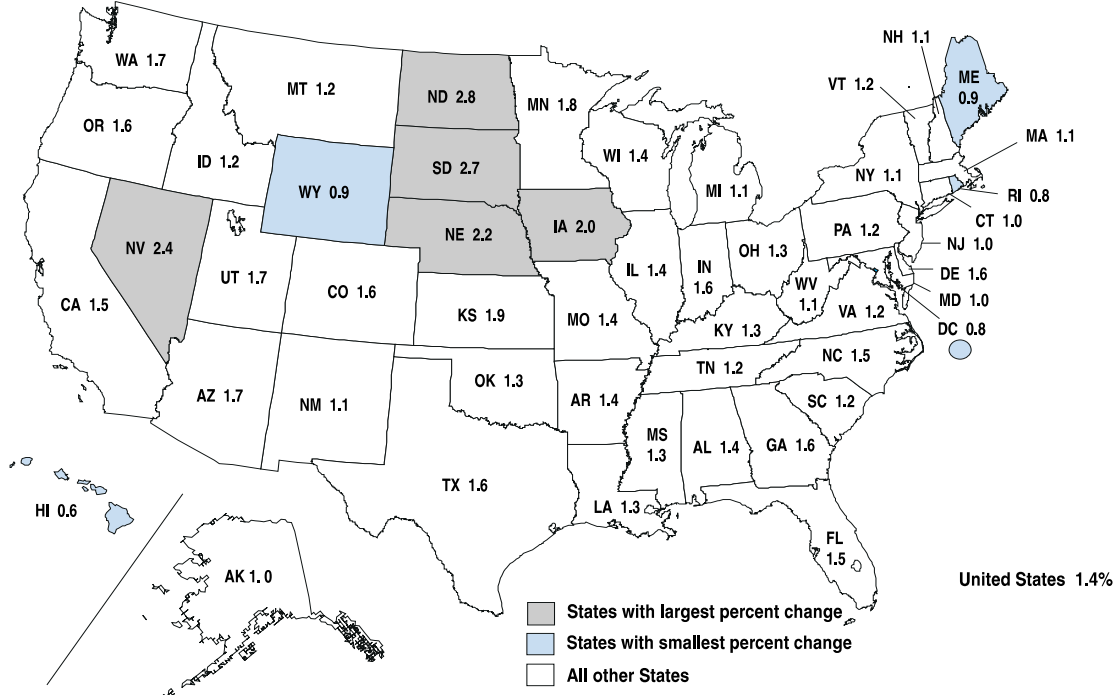 NH 1.1
WA 1.7
ME
0.9
VT 1.2
MT 1.2
ND 2.8
MN 1.8
OR 1.6
MA 1.1
ID 1.2
WI 1.4
SD 2.7
NY 1.1
MI 1.1
WY 0.9
RI 0.8
CT 1.0
IA 2.0
PA 1.2
NE 2.2
NV 2.4
NJ 1.0
OH 1.3
IL 1.4
IN
1.6
DE 1.6
UT 1.7
WV
1.1
CO 1.6
MD 1.0
CA 1.5
VA 1.2
KS 1.9
MO 1.4
DC 0.8
KY 1.3
NC 1.5
TN 1.2
OK 1.3
AZ 1.7
NM 1.1
AR 1.4
SC 1.2
MS
1.3
AL 1.4
GA 1.6
TX 1.6
LA 1.3
HI 0.6
FL
1.5
AK 1.0
United States 1.4%
States with largest percent change
States with smallest percent change
All other States